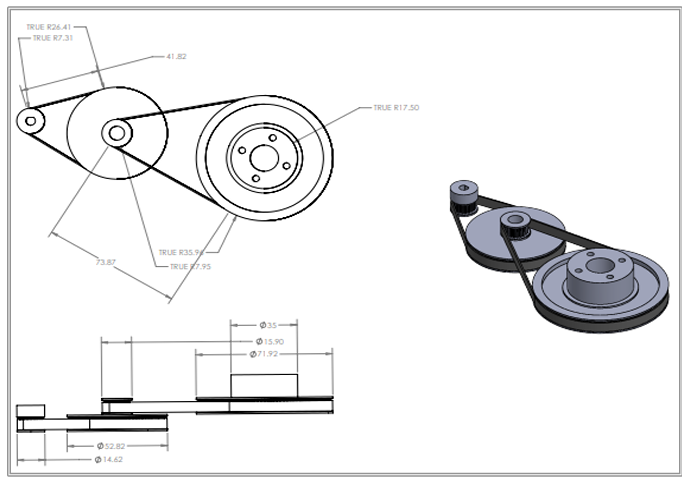 TRUE R26.41
TRUE R7.31
41.82
TRUE R17.50
TRUE R35.96
73.87
TRUE R7.95
Ø35
Ø15.90
Ø71.92
Ø52.82
Ø14.62